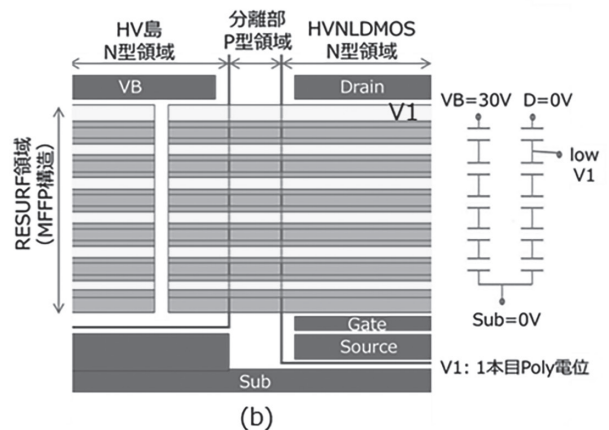 HV島
N型領域
分離部
P型領域
HVNLDMOS
N型領域
VB
Drain
V1
RESURF領域
(MFFP構造)
Gate
Source
Sub
VB=30V
D=0V
low
V1
Sub=0V
V1: 1本目Poly電位
(b)